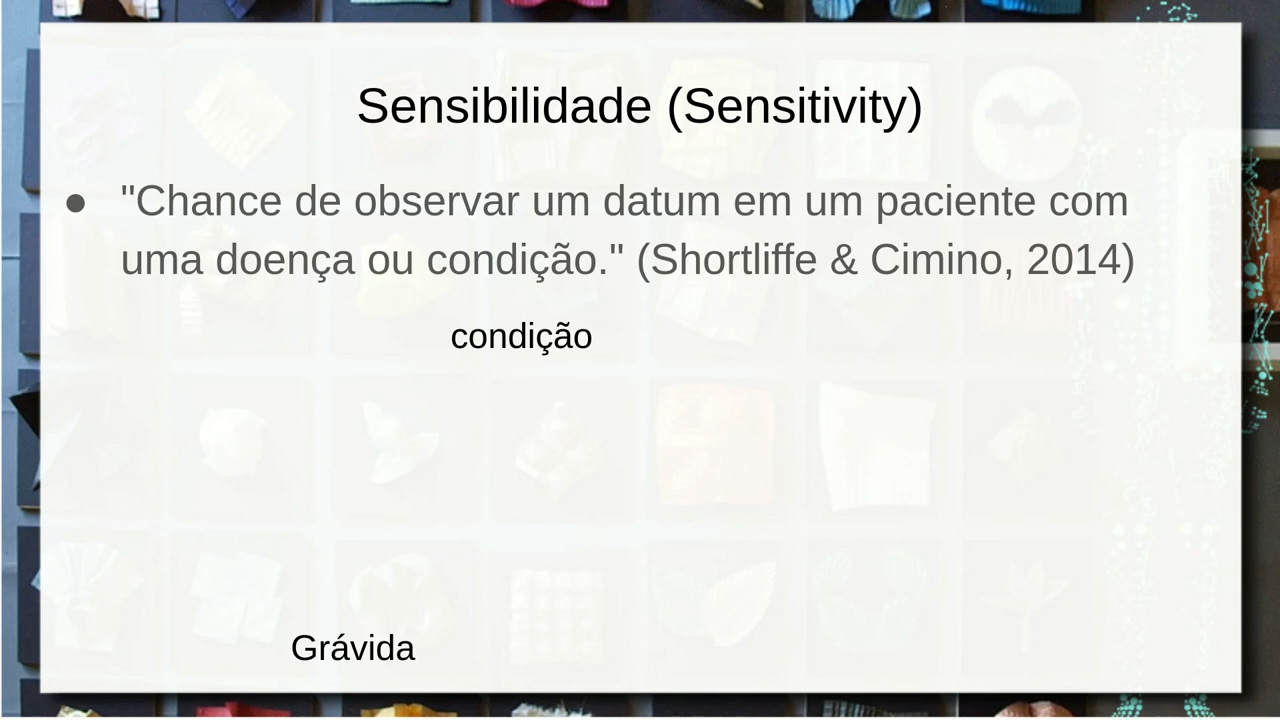 Sensibilidade (Sensitivity)
● "Chance de observar um datum em um paciente com
uma doença ou condição." (Shortliffe & Cimino, 2014)
condição
Grávida